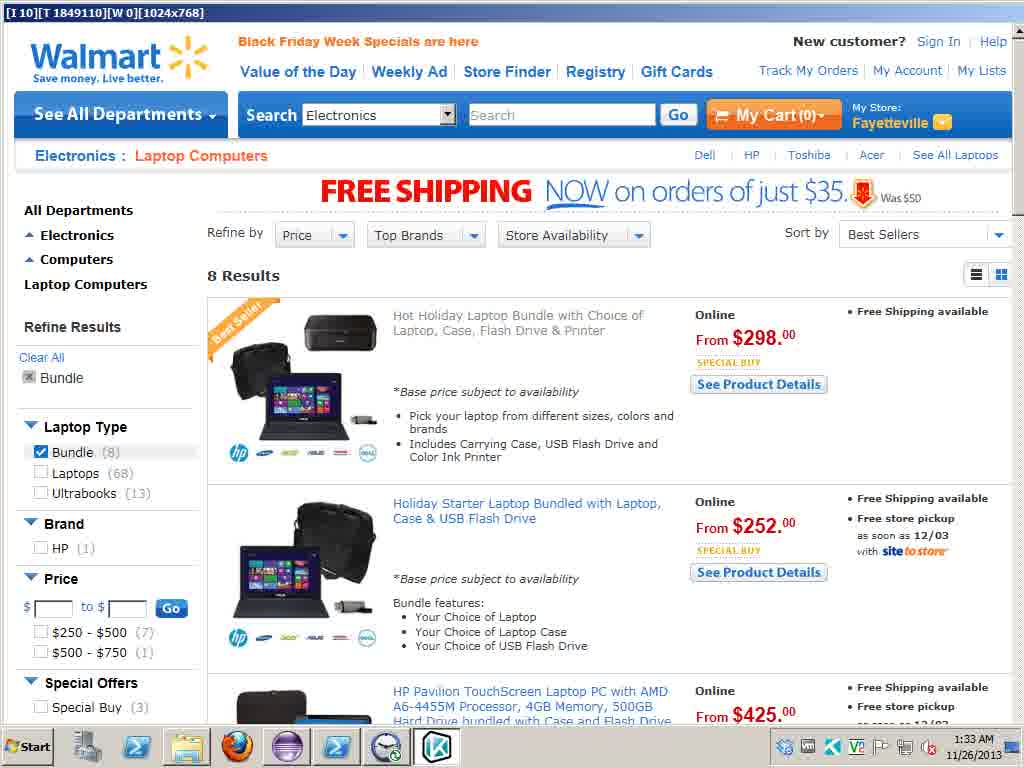 [I 10][T 1849110][W 0][1024x768]
Walmart
Save money. Live better.
Black Friday Week Specials are here
New customer? Sign In Help
Value of the Day Weekly Ad Store Finder Registry Gift Cards
Track My Orders My Account My Lists
See All Departments
Search Electronics Search Go
My Cart (0)
My Store:
Fayetteville
Electronics : Laptop Computers
Dell HP Toshiba Acer See All Laptops
FREE SHIPPING NOW on orders of just $35. Was $50
All Departments
Electronics
Computers
Laptop Computers
Refine by Price Top Brands Store Availability
Sort by Best Sellers
8 Results
Refine Results
Clear All
Bundle
Laptop Type
Bundle (8)
Laptops (68)
Ultrabooks (13)
Brand
HP (1)
Price
$ to $ Go
$250 - $500 (7)
$500 - $750 (1)
Special Offers
Special Buy (3)
Best Seller
Hot Holiday Laptop Bundle with Choice of
Laptop, Case, Flash Drive & Printer
*Base price subject to availability
• Pick your laptop from different sizes, colors and
brands
• Includes Carrying Case, USB Flash Drive and
Color Ink Printer
Online
From $298.00
SPECIAL BUY
See Product Details
• Free Shipping available
hp
DELL
Holiday Starter Laptop Bundled with Laptop,
Case & USB Flash Drive
*Base price subject to availability
Bundle features:
• Your Choice of Laptop
• Your Choice of Laptop Case
• Your Choice of USB Flash Drive
Online
From $252.00
SPECIAL BUY
See Product Details
• Free Shipping available
• Free store pickup
as soon as 12/03
with site to store
hp
DELL
HP Pavilion TouchScreen Laptop PC with AMD
A6-4455M Processor, 4GB Memory, 500GB
Hard Drive bundled with Case and Flash Drive
Online
From $425.00
• Free Shipping available
• Free store pickup
as soon as 12/03
Start
1:33 AM
11/26/2013